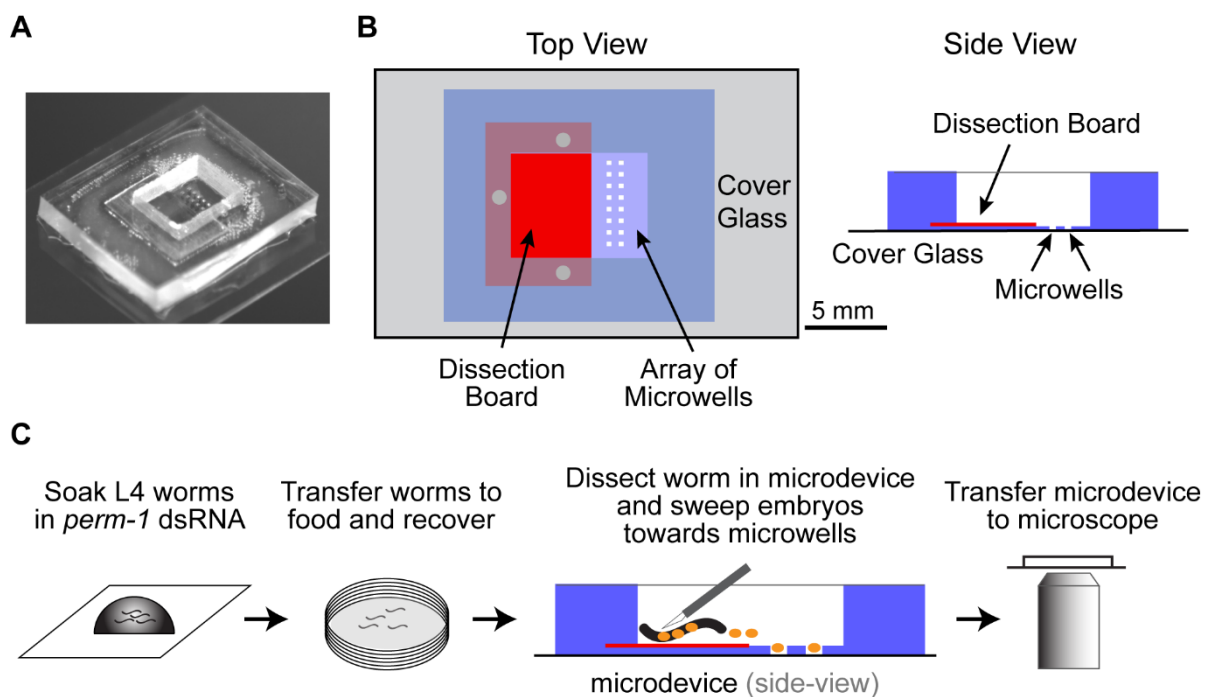 A
B
Top View
Side View
Dissection Board
Cover
Glass
Cover Glass
Microwells
5 mm
Dissection
Board
Array of
Microwells
C
Soak L4 worms
in perm-1 dsRNA
Transfer worms to
food and recover
Dissect worm in microdevice
and sweep embryos
towards microwells
Transfer microdevice
to microscope
microdevice (side-view)